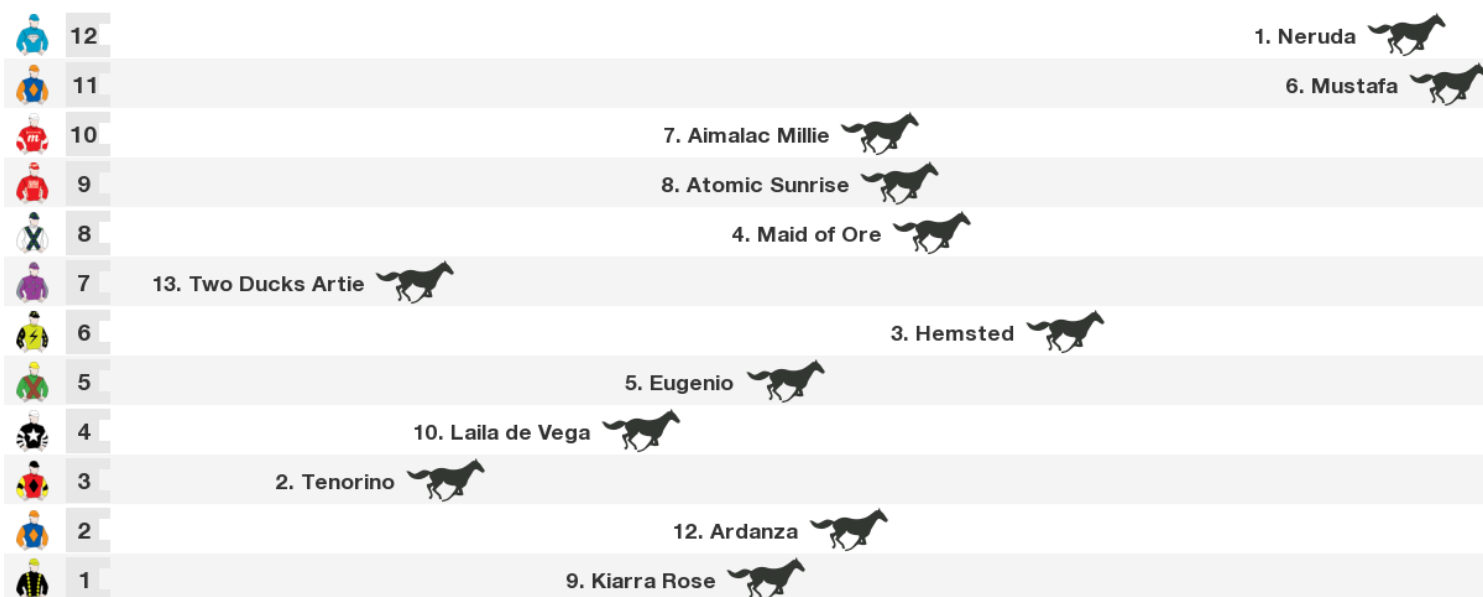 12 1. Neruda
11 6. Mustafa
10 7. Aimalac Millie
9 8. Atomic Sunrise
8 4. Maid of Ore
7 13. Two Ducks Artie
6 3. Hemsted
5 5. Eugenio
4 10. Laila de Vega
3 2. Tenorino
2 12. Ardanza
1 9. Kiarra Rose